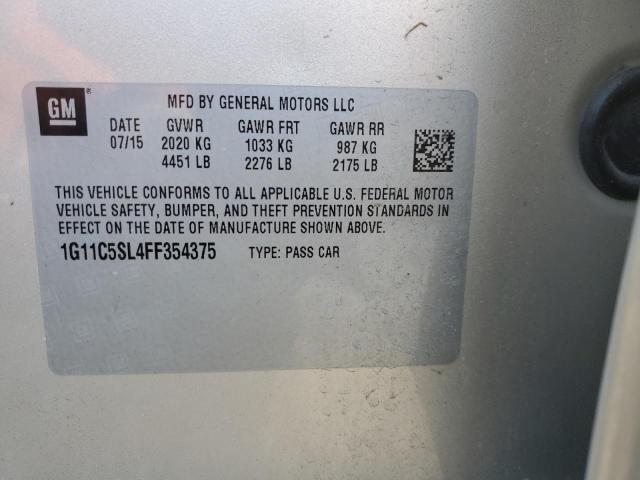 GM
MFD BY GENERAL MOTORS LLC
DATE GVWR GAWR FRT GAWR RR
07/15 2020 KG 1033 KG 987 KG
4451 LB 2276 LB 2175 LB
THIS VEHICLE CONFORMS TO ALL APPLICABLE U.S. FEDERAL MOTOR
VEHICLE SAFETY, BUMPER, AND THEFT PREVENTION STANDARDS IN
EFFECT ON THE DATE OF MANUFACTURE SHOWN ABOVE.
1G11C5SL4FF354375 TYPE: PASS CAR